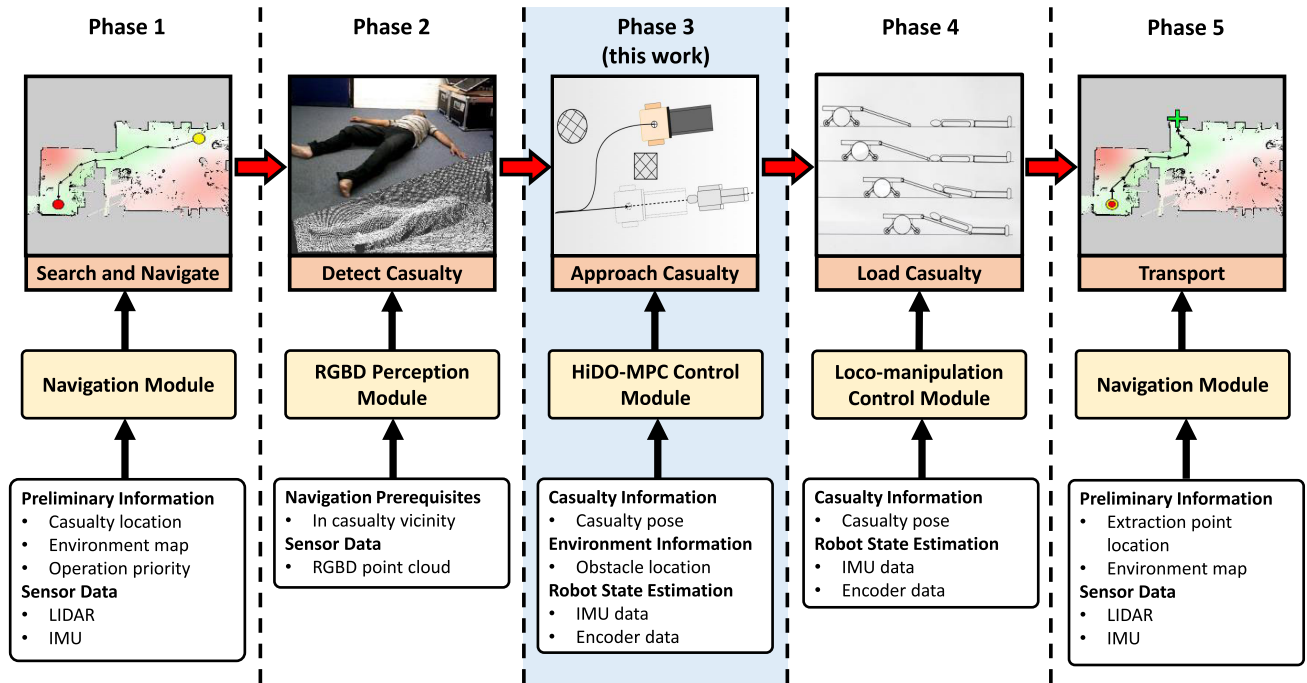 Phase 1
Search and Navigate
Navigation Module
Preliminary Information
• Casualty location
• Environment map
• Operation priority
Sensor Data
• LIDAR
• IMU
Phase 2
Detect Casualty
RGBD Perception
Module
Navigation Prerequisites
• In casualty vicinity
Sensor Data
• RGBD point cloud
Phase 3
(this work)
Approach Casualty
HiDO-MPC Control
Module
Casualty Information
• Casualty pose
Environment Information
• Obstacle location
Robot State Estimation
• IMU data
• Encoder data
Phase 4
Load Casualty
Loco-manipulation
Control Module
Casualty Information
• Casualty pose
Robot State Estimation
• IMU data
• Encoder data
Phase 5
Transport
Navigation Module
Preliminary Information
• Extraction point
location
• Environment map
Sensor Data
• LIDAR
• IMU